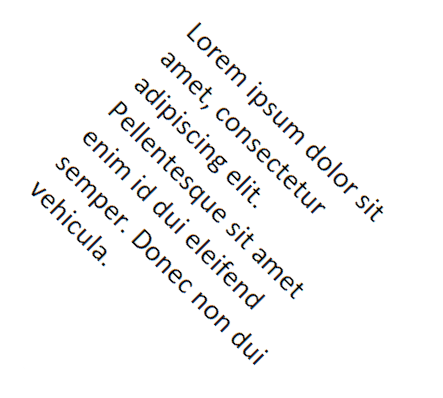 Lorem ipsum dolor sit
amet, consectetur
adipiscing elit.
Pellentesque sit amet
enim id dui eleifend
semper. Donec non dui
vehicula.